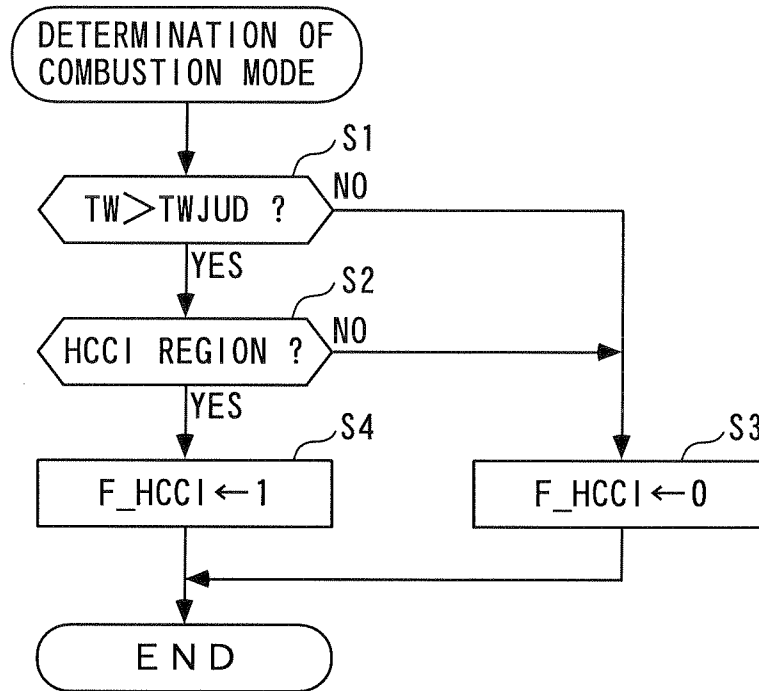 DETERMINATION OF
COMBUSTION MODE
S1
TW>TWJUD ?
NO
YES
S2
HCCI REGION ?
NO
YES
S4
F_HCCI←1
S3
F_HCCI←0
END